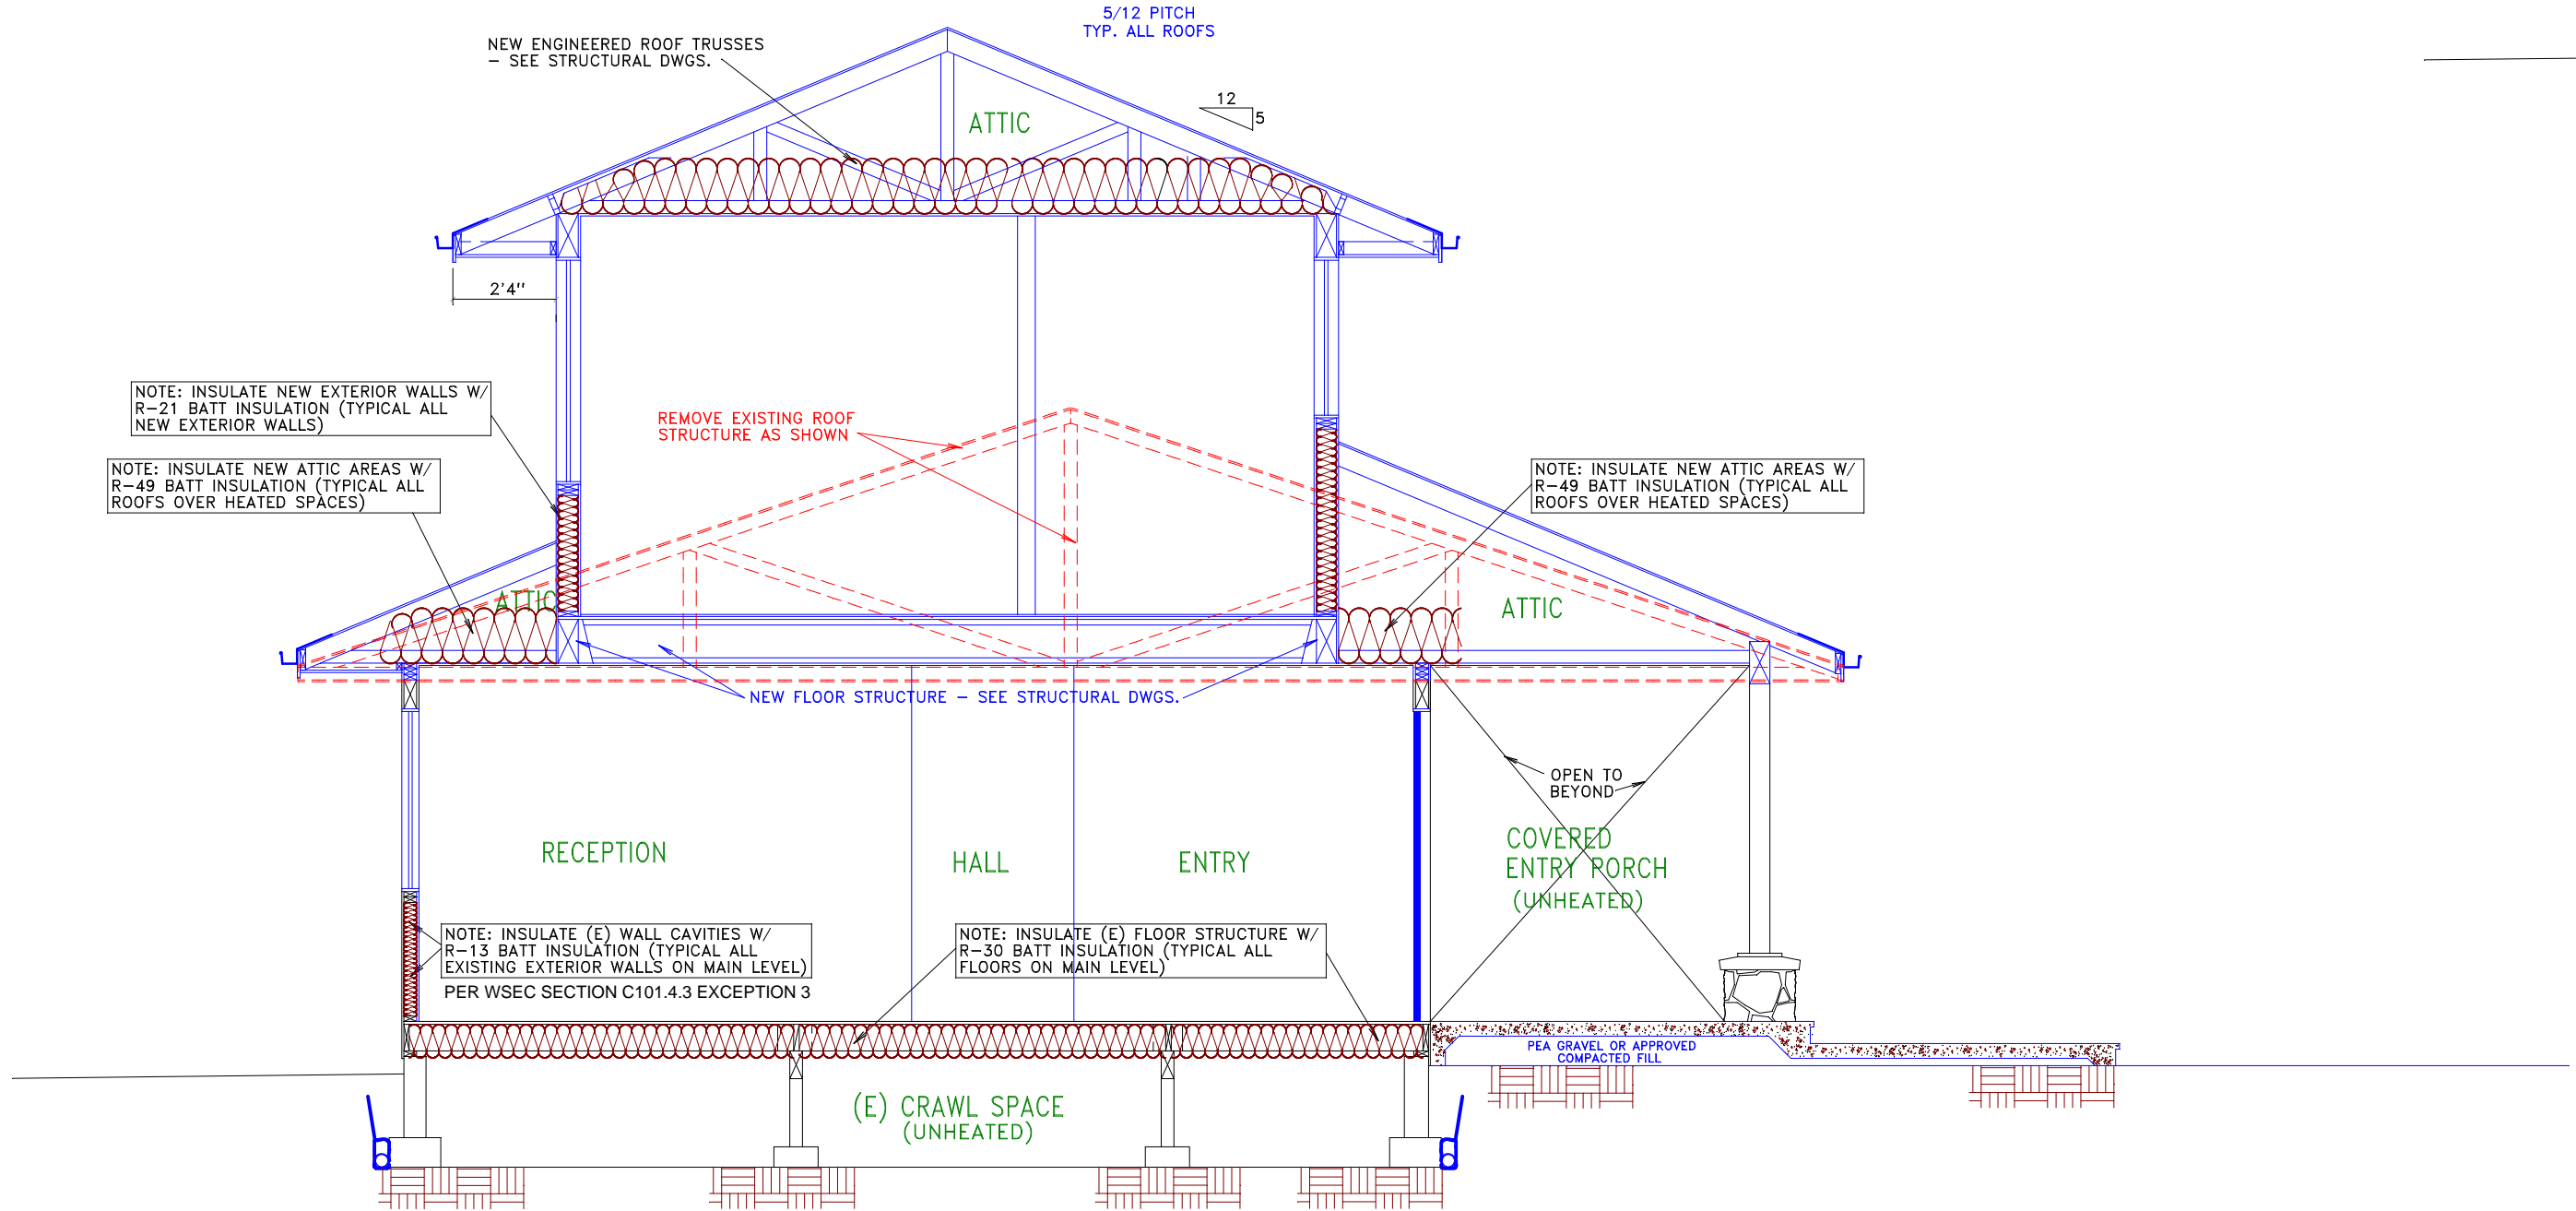 5/12 PITCH
TYP. ALL ROOFS
NEW ENGINEERED ROOF TRUSSES
– SEE STRUCTURAL DWGS.
12
5
ATTIC
2'4"
NOTE: INSULATE NEW EXTERIOR WALLS W/
R–21 BATT INSULATION (TYPICAL ALL
NEW EXTERIOR WALLS)
REMOVE EXISTING ROOF
STRUCTURE AS SHOWN
NOTE: INSULATE NEW ATTIC AREAS W/
R–49 BATT INSULATION (TYPICAL ALL
ROOFS OVER HEATED SPACES)
NOTE: INSULATE NEW ATTIC AREAS W/
R–49 BATT INSULATION (TYPICAL ALL
ROOFS OVER HEATED SPACES)
ATTIC
ATTIC
NEW FLOOR STRUCTURE – SEE STRUCTURAL DWGS.
OPEN TO
BEYOND
RECEPTION
HALL
ENTRY
COVERED
ENTRY PORCH
(UNHEATED)
NOTE: INSULATE (E) WALL CAVITIES W/
R–13 BATT INSULATION (TYPICAL ALL
EXISTING EXTERIOR WALLS ON MAIN LEVEL)
PER WSEC SECTION C101.4.3 EXCEPTION 3
NOTE: INSULATE (E) FLOOR STRUCTURE W/
R–30 BATT INSULATION (TYPICAL ALL
FLOORS ON MAIN LEVEL)
PEA GRAVEL OR APPROVED
COMPACTED FILL
(E) CRAWL SPACE
(UNHEATED)